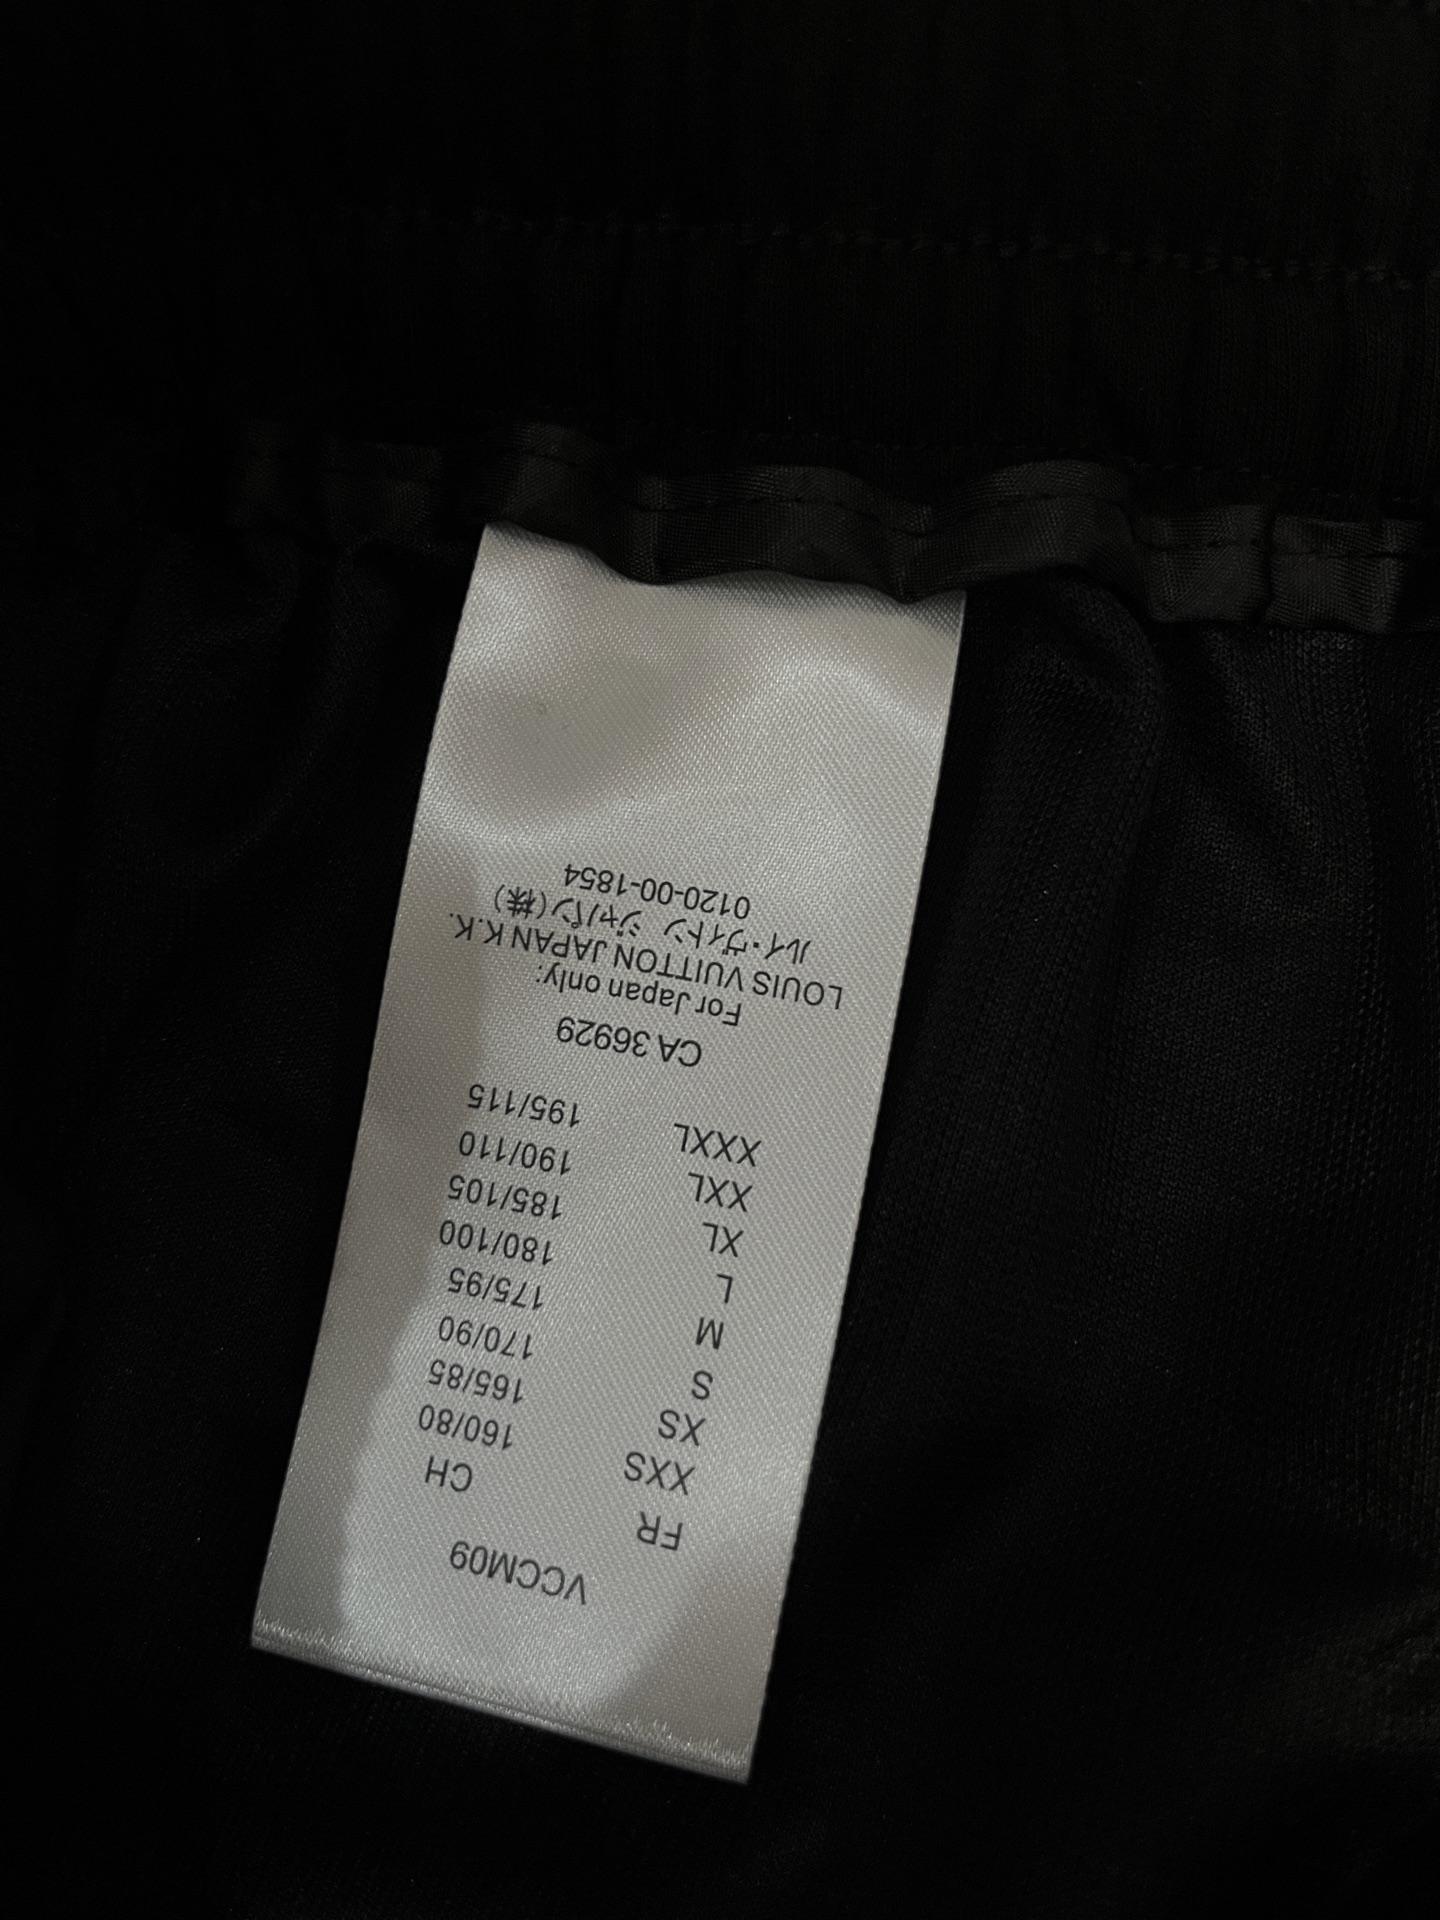 VCCM09
FR CH
XXS 160/80
XS 165/85
S 170/90
M 175/95
L 180/100
XL 185/105
XXL 190/110
XXXL 195/115
CA 36929
For Japan only:
LOUIS VUITTON JAPAN K.K.
ルイ・ヴィトン ジャパン(株)
0120-00-1854